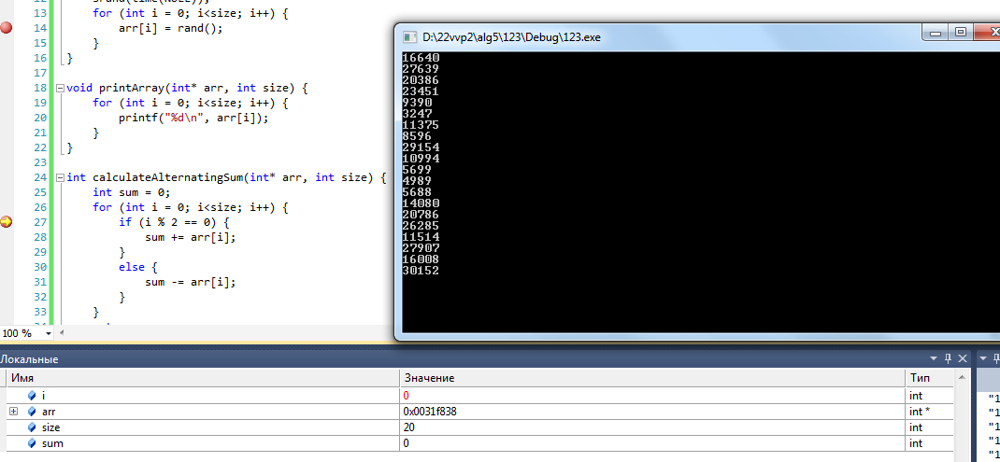 12 srand(time(NULL));
13 for (int i = 0; i<size; i++) {
14 arr[i] = rand();
15 }
16 }
17
18 void printArray(int* arr, int size) {
19 for (int i = 0; i<size; i++) {
20 printf("%d\n", arr[i]);
21 }
22 }
23
24 int calculateAlternatingSum(int* arr, int size) {
25 int sum = 0;
26 for (int i = 0; i<size; i++) {
27 if (i % 2 == 0) {
28 sum += arr[i];
29 }
30 else {
31 sum -= arr[i];
32 }
33 }
100 %
D:\22vvp2\alg5\123\Debug\123.exe
16640
27639
20386
23451
9390
3247
11375
8596
29154
10994
5699
4989
5688
14080
20786
26285
11514
27907
16008
30152
Локальные
Имя Значение Тип
i 0 int
arr 0x0031f838 int *
size 20 int
sum 0 int
"1
"1
"1
"1
"1